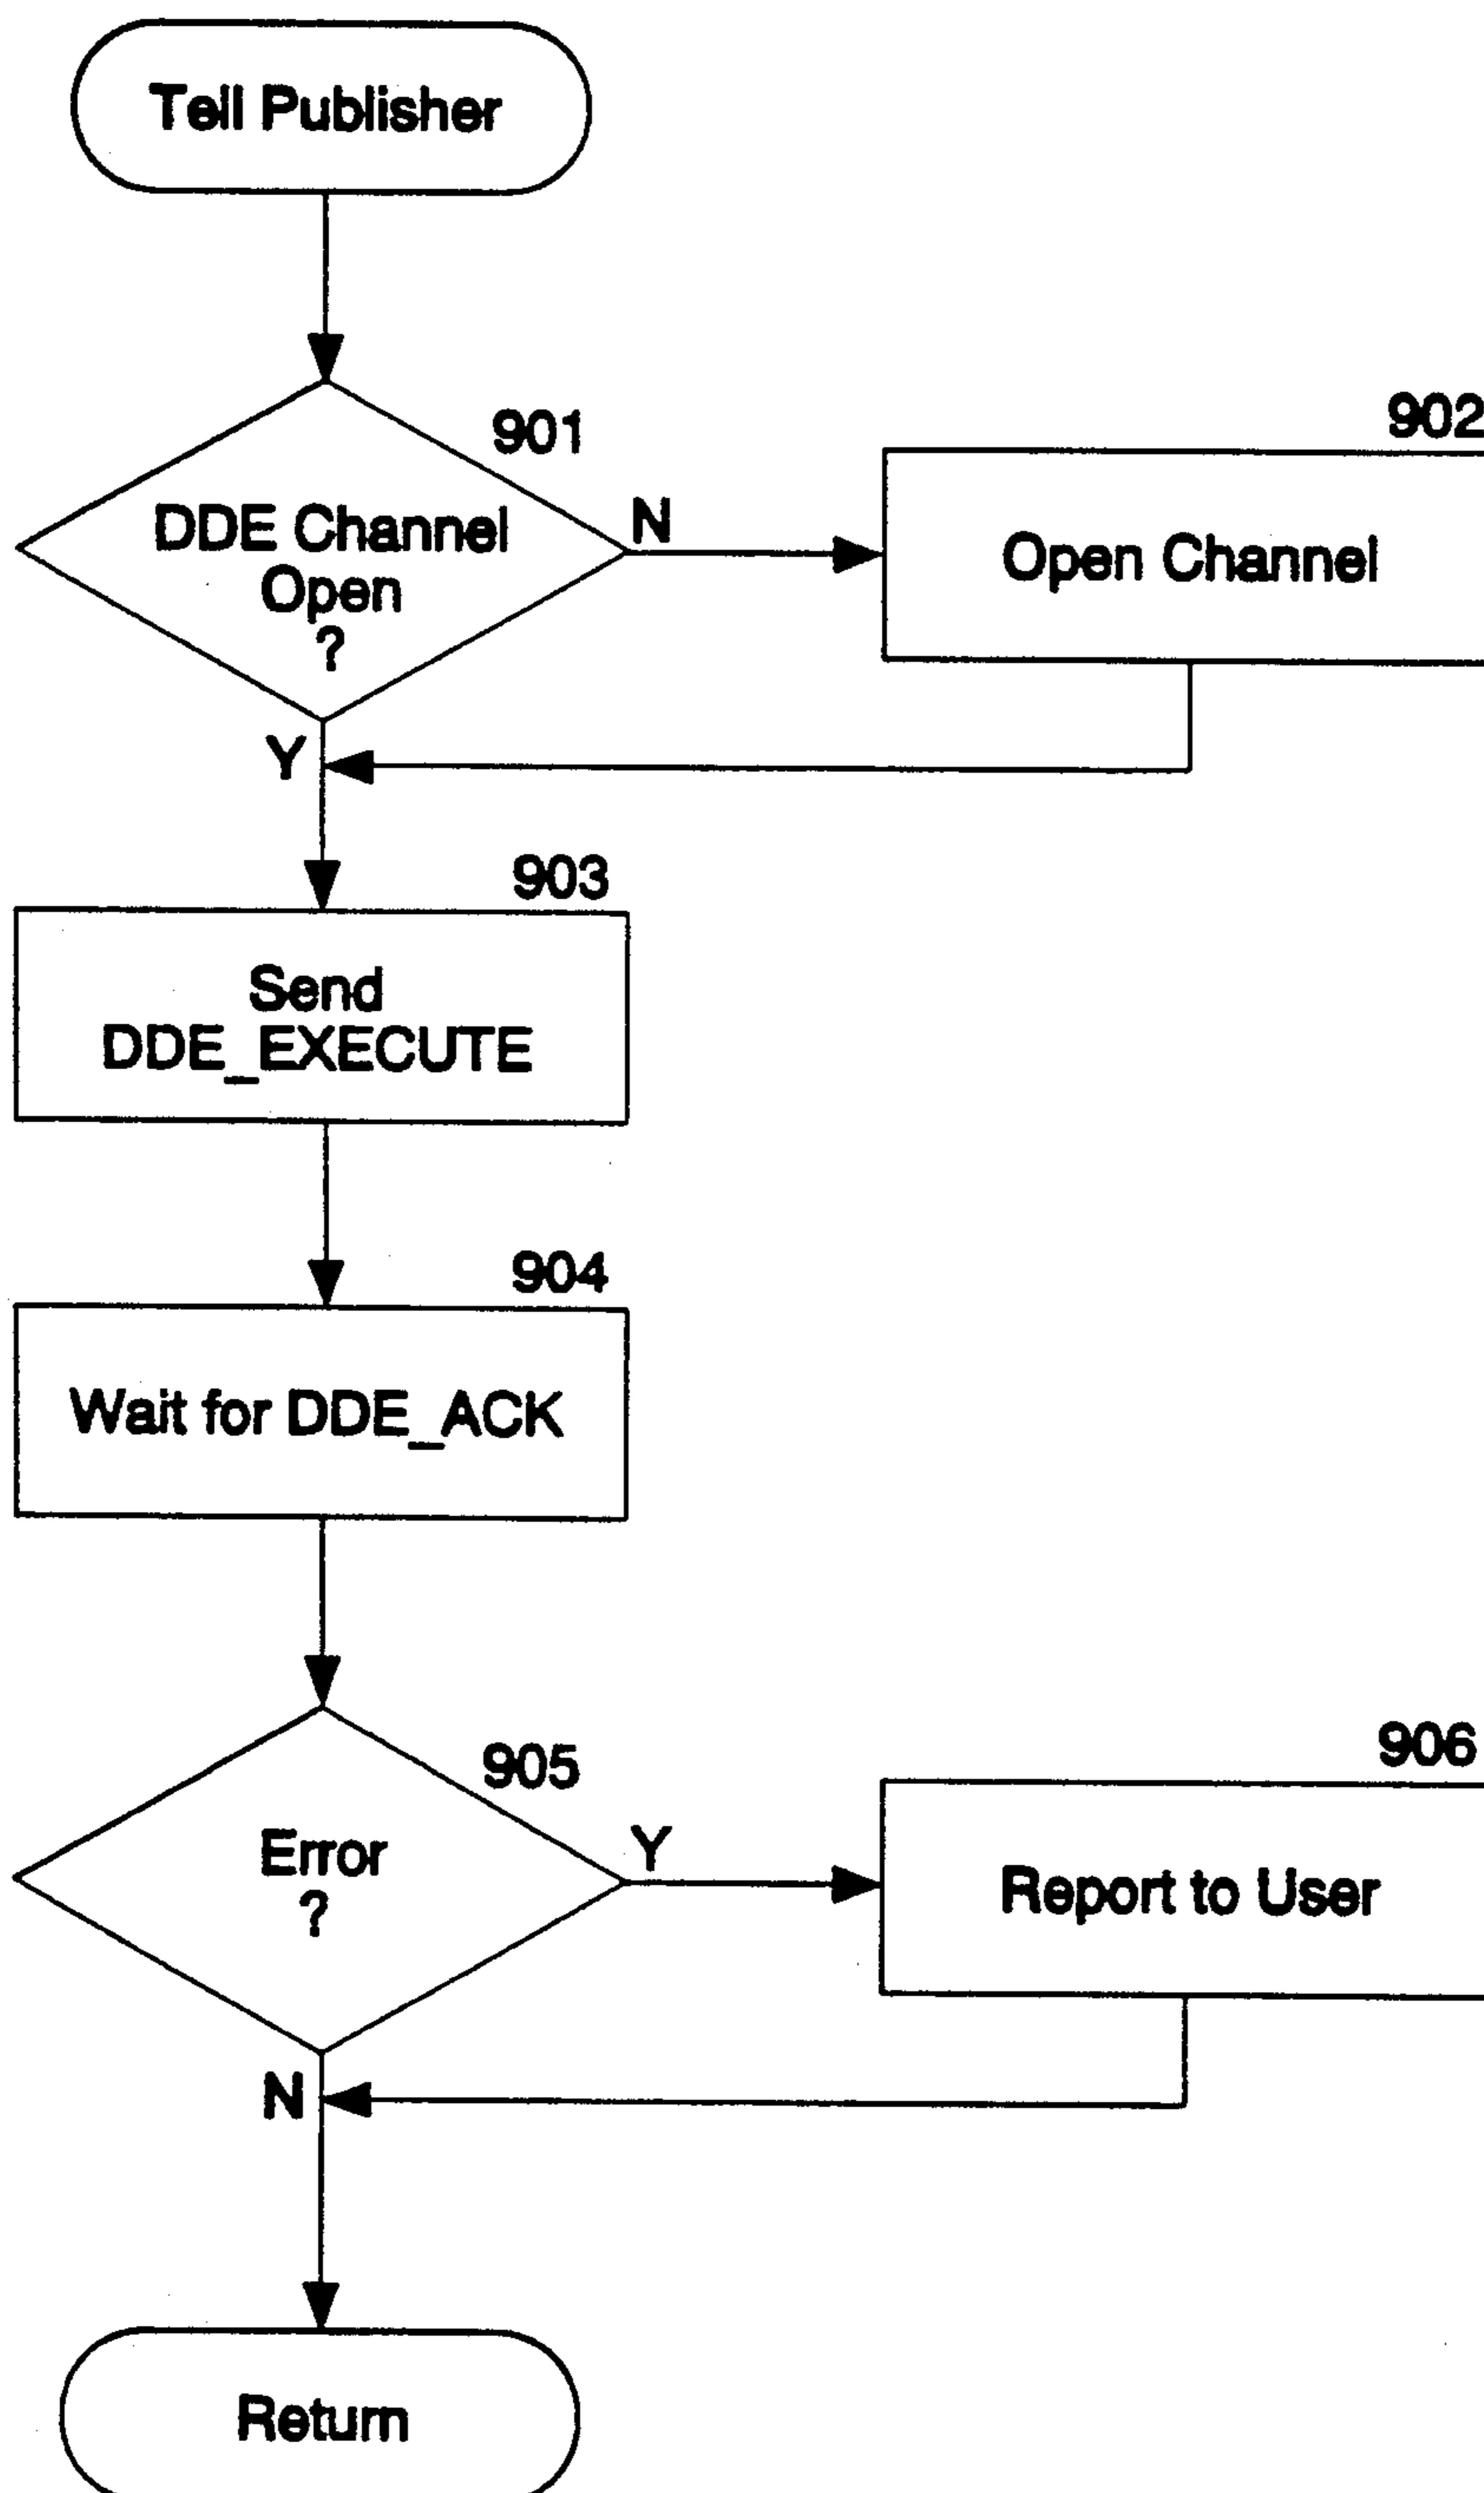 Tell Publisher
901
DDE Channel
Open
?
N
902
Open Channel
Y
903
Send
DDE_EXECUTE
904
Wait for DDE_ACK
905
Error
?
Y
906
Report to User
N
Return